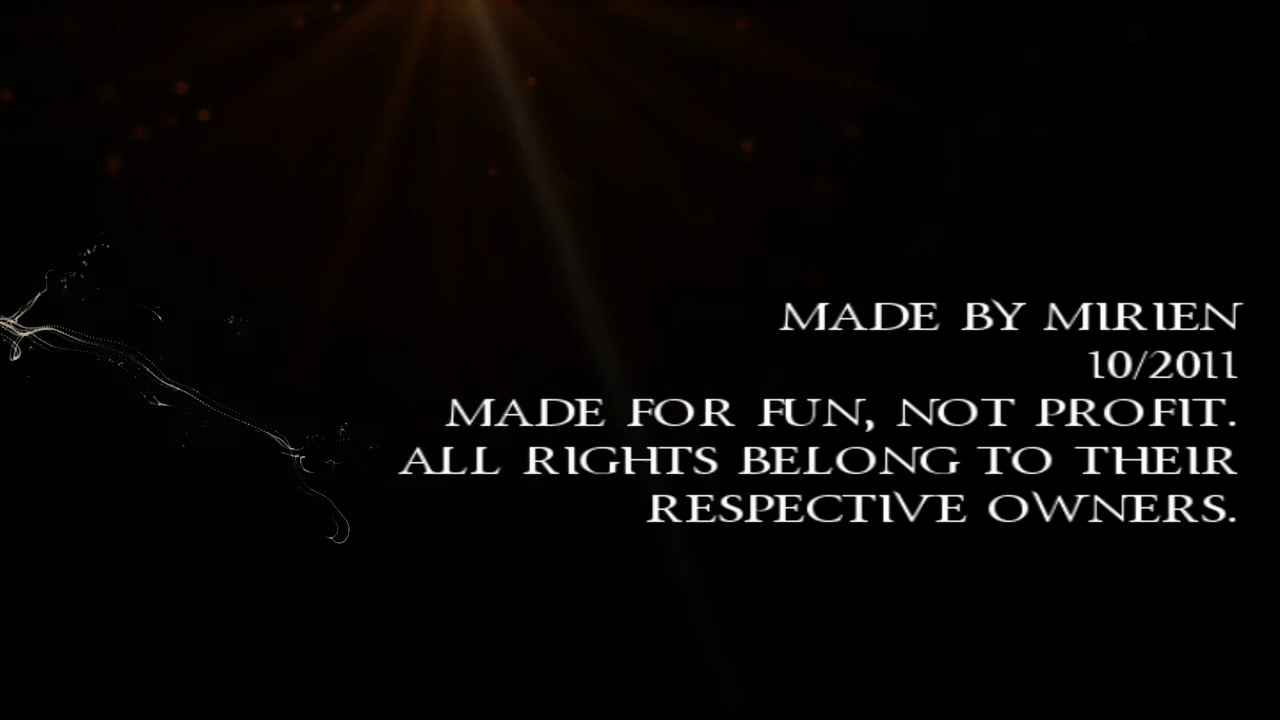 MADE BY MIRIEN
10/2011
MADE FOR FUN, NOT PROFIT.
ALL RIGHTS BELONG TO THEIR
RESPECTIVE OWNERS.